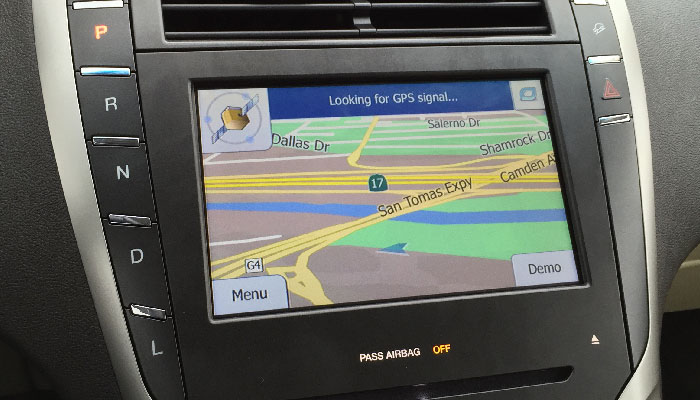 P
R
N
D
L
Looking for GPS signal...
Salerno Dr
Dallas Dr
Shamrock Dr
Camden A
17
San Tomas Expy
G4
Menu
Demo
PASS AIRBAG OFF